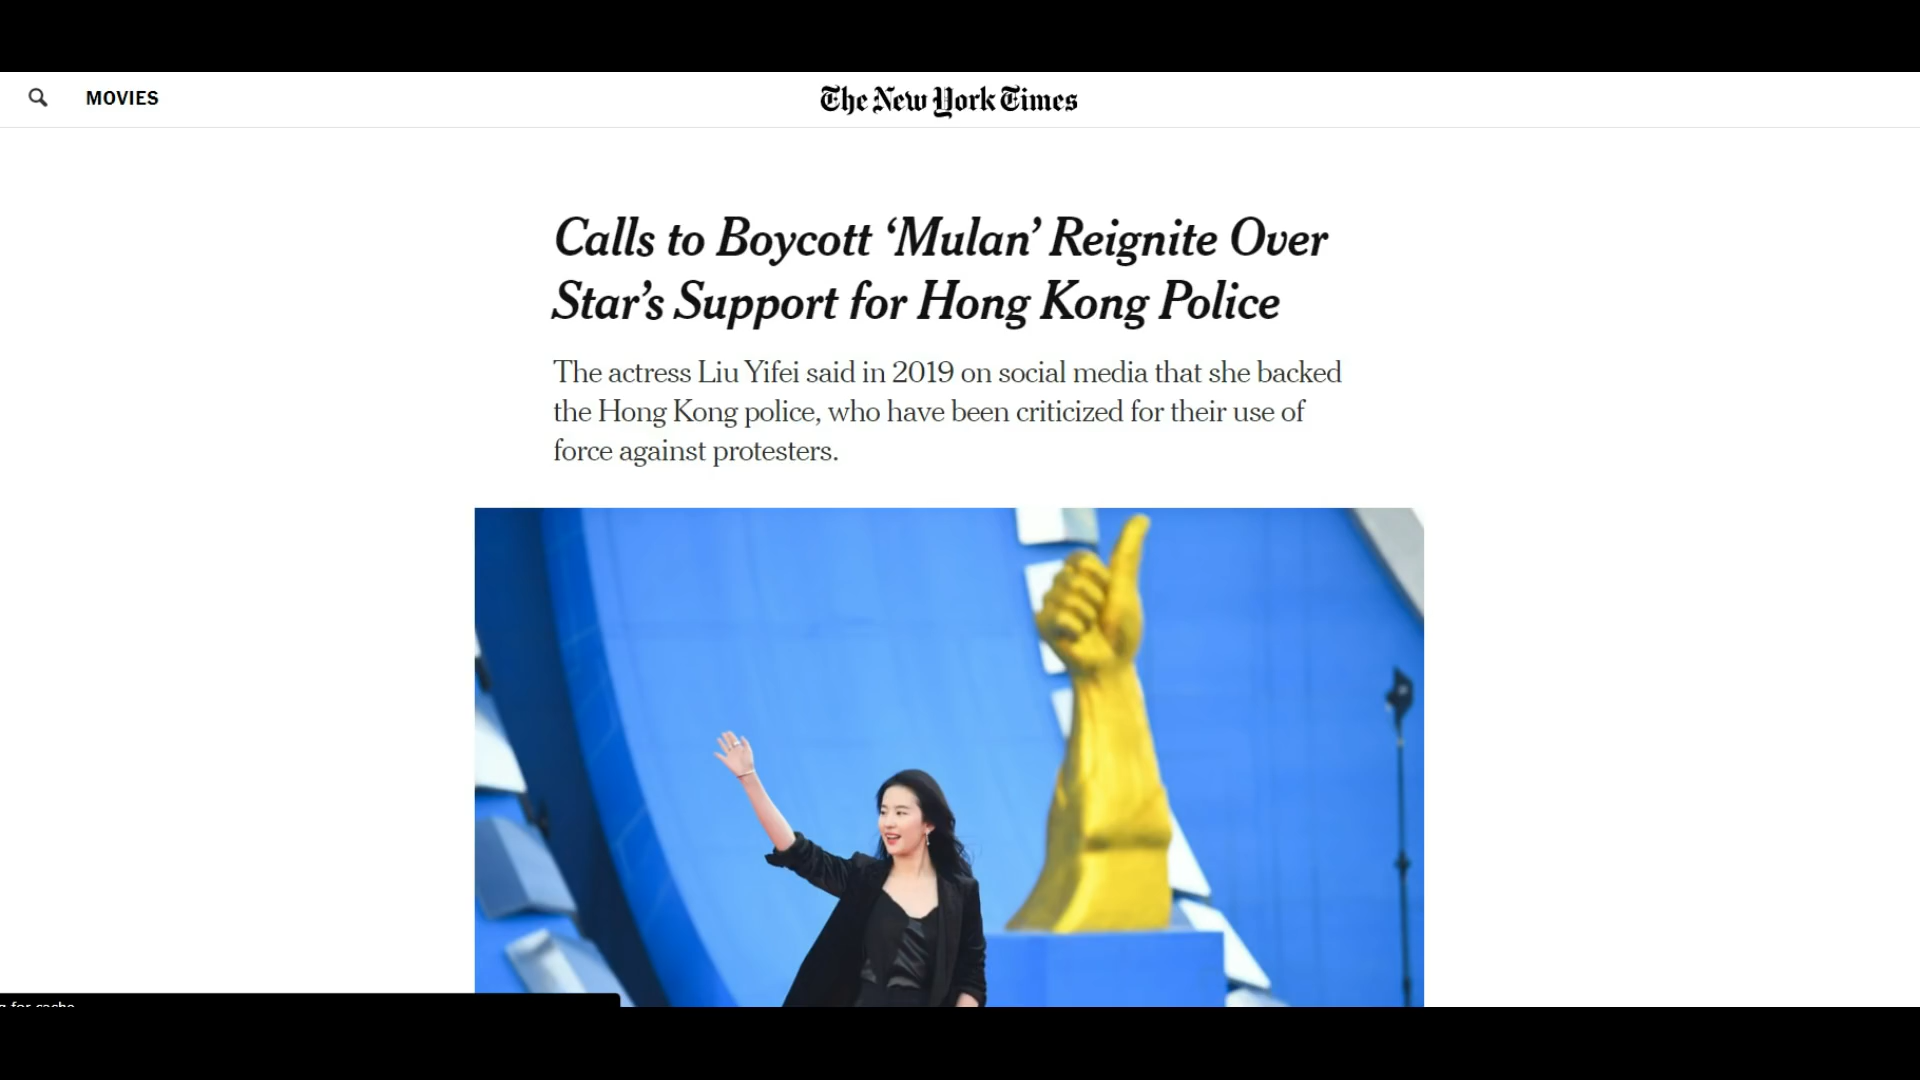 MOVIES
The New York Times
Calls to Boycott ‘Mulan’ Reignite Over
Star’s Support for Hong Kong Police
The actress Liu Yifei said in 2019 on social media that she backed
the Hong Kong police, who have been criticized for their use of
force against protesters.
for cache